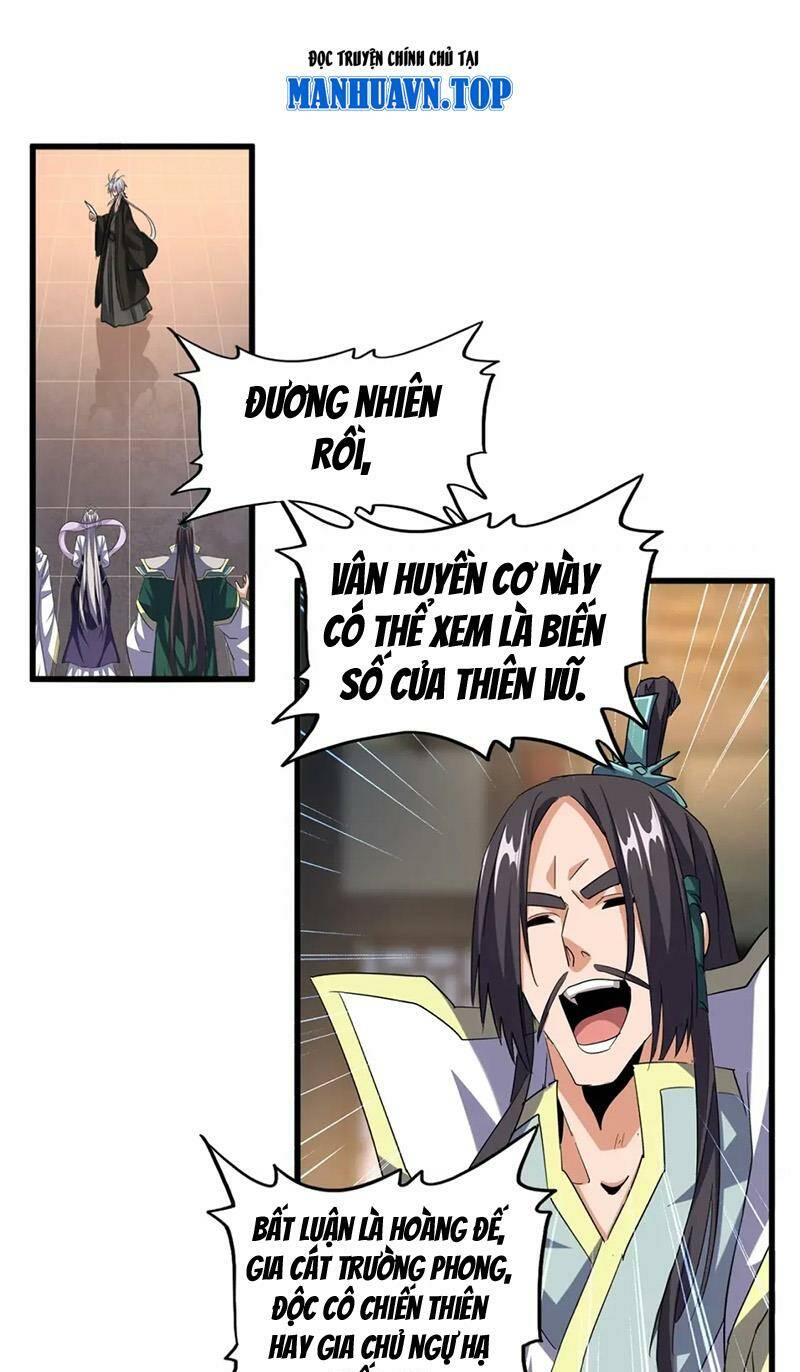 ĐỌC TRUYỆN CHÍNH CHỦ TẠI
MANHUAVN.TOP
ĐƯƠNG NHIÊN
RỒI,
VÂN HUYỀN CƠ NÀY
CÓ THỂ XEM LÀ BIẾN
SỐ CỦA THIÊN VŨ.
BẤT LUẬN LÀ HOÀNG ĐẾ,
GIA CÁT TRƯỜNG PHONG,
ĐỘC CÔ CHIẾN THIÊN
HAY GIA CHỦ NGỰ HẠ